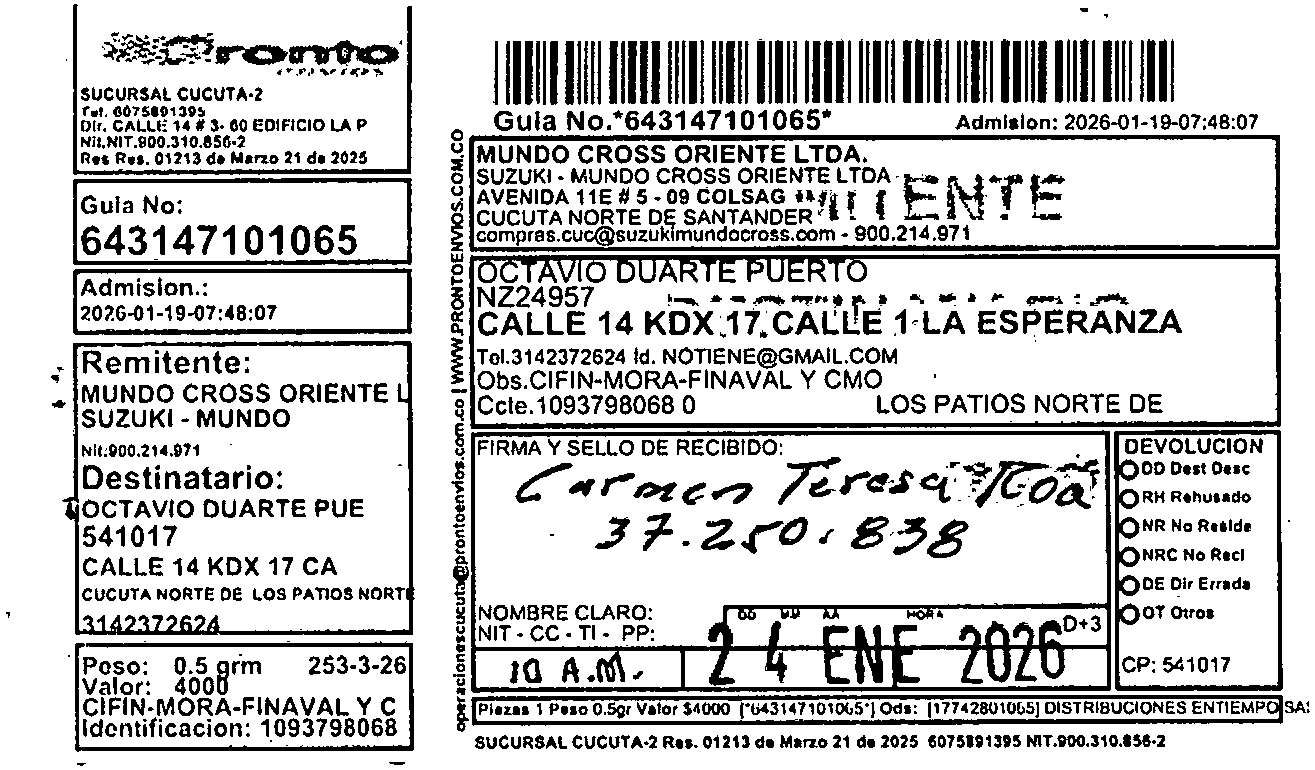 Pronto
SUCURSAL CUCUTA-2
Tel. 6075891395
Dir. CALLE 14 # 3- 60 EDIFICIO LA P
Nit.NIT.900.310.856-2
Res Res. 01213 de Marzo 21 de 2025
Guia No:
643147101065
Admision.:
2026-01-19-07:48:07
Remitente:
MUNDO CROSS ORIENTE L
SUZUKI - MUNDO
Nit:900.214.971
Destinatario:
OCTAVIO DUARTE PUE
541017
CALLE 14 KDX 17 CA
CUCUTA NORTE DE LOS PATIOS NORTE
3142372624
Peso: 0.5 grm 253-3-26
Valor: 4000
CIFIN-MORA-FINAVAL Y C
Identificacion: 1093798068
operacionescucuta@prontoenvios.com.co | WWW.PRONTOENVIOS.COM.CO
Guia No.*643147101065* Admision: 2026-01-19-07:48:07
MUNDO CROSS ORIENTE LTDA.
SUZUKI - MUNDO CROSS ORIENTE LTDA
AVENIDA 11E # 5 - 09 COLSAG
CUCUTA NORTE DE SANTANDER
compras.cuc@suzukimundocross.com - 900.214.971
OCTAVIO DUARTE PUERTO
NZ24957
CALLE 14 KDX 17 CALLE 1 LA ESPERANZA
Tel.3142372624 Id. NOTIENE@GMAIL.COM
Obs.CIFIN-MORA-FINAVAL Y CMO
Ccte.1093798068 0 LOS PATIOS NORTE DE
FIRMA Y SELLO DE RECIBIDO:
Carmen Teresa
37.250.838
NOMBRE CLARO:
NIT - CC - TI - PP:
DD MM AA HORA
D+3
24 ENE 2026
10 A.M.
DEVOLUCION
DD Dest Desc
RH Rehusado
NR No Reside
NRC No Recl
DE Dir Errada
OT Otros
CP: 541017
Piezas 1 Peso 0.5gr Valor $4000 [*643147101065*] Ods: [17742801065] DISTRIBUCIONES ENTIEMPO SAS
SUCURSAL CUCUTA-2 Res. 01213 de Marzo 21 de 2025 6075891395 NIT.900.310.856-2